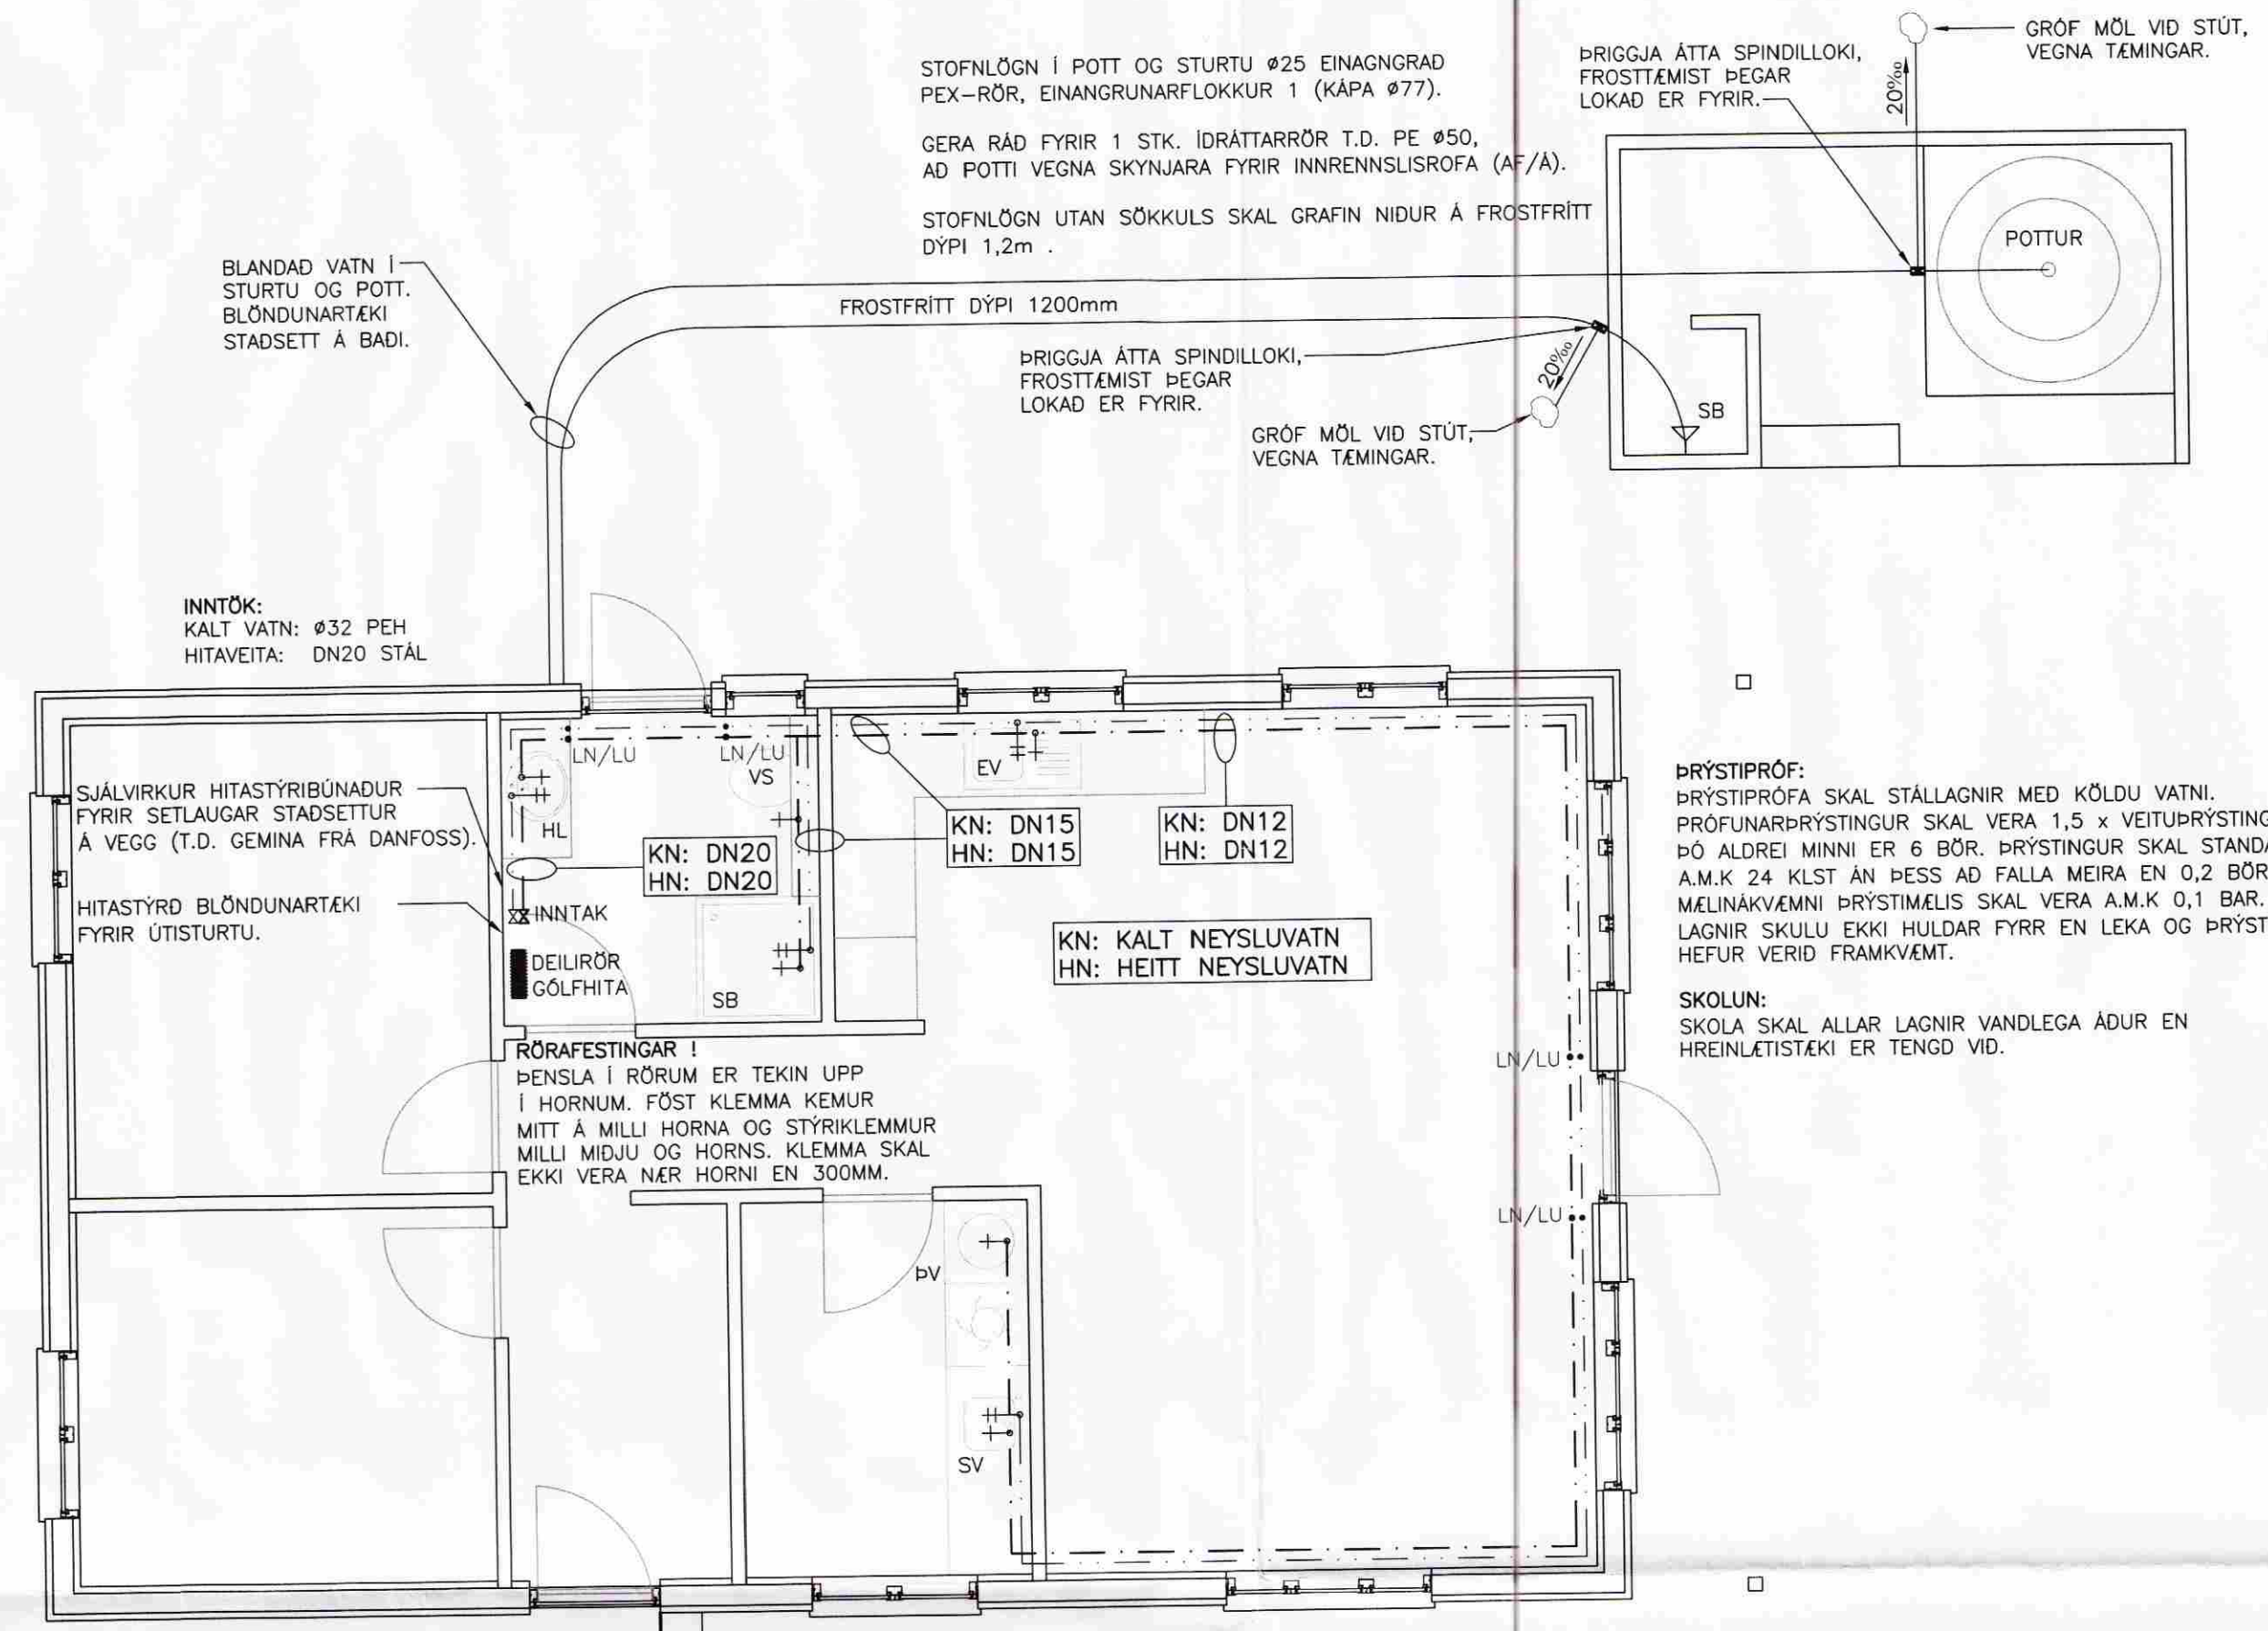 STOFNLÖGN Í POTT OG STURTU ø25 EINAGNGRAÐ
PEX-RÖR, EINANGRUNARFLOKKUR 1 (KÁPA ø77).
GERA RÁÐ FYRIR 1 STK. ÍDRÁTTARRÖR T.D. PE ø50,
AÐ POTTI VEGNA SKYNJARA FYRIR INNRENNSLISROFA (AF/Á).
STOFNLÖGN UTAN SÖKKULS SKAL GRAFIN NIÐUR Á FROSTFRÍTT
DÝPI 1,2m .
ÞRIGGJA ÁTTA SPINDILLOKI,
FROSTTÆMIST ÞEGAR
LOKAÐ ER FYRIR.
GRÓF MÖL VIÐ STÚT,
VEGNA TÆMINGAR.
20‰
POTTUR
BLANDAÐ VATN Í
STURTU OG POTT.
BLÖNDUNARTÆKI
STAÐSETT Á BAÐI.
FROSTFRÍTT DÝPI 1200mm
ÞRIGGJA ÁTTA SPINDILLOKI,
FROSTTÆMIST ÞEGAR
LOKAÐ ER FYRIR.
20‰
GRÓF MÖL VIÐ STÚT,
VEGNA TÆMINGAR.
SB
INNTÖK:
KALT VATN: ø32 PEH
HITAVEITA: DN20 STÁL
SJÁLVIRKUR HITASTÝRIBÚNAÐUR
FYRIR SETLAUGAR STAÐSETTUR
Á VEGG (T.D. GEMINA FRÁ DANFOSS).
HITASTÝRÐ BLÖNDUNARTÆKI
FYRIR ÚTISTURTU.
LN/LU
LN/LU
VS
HL
KN: DN20
HN: DN20
INNTAK
DEILIRÖR
GÓLFHITA
SB
EV
KN: DN15
HN: DN15
KN: DN12
HN: DN12
KN: KALT NEYSLUVATN
HN: HEITT NEYSLUVATN
RÖRAFESTINGAR !
ÞENSLA Í RÖRUM ER TEKIN UPP
Í HORNUM. FÖST KLEMMA KEMUR
MITT Á MILLI HORNA OG STÝRIKLEMMUR
MILLI MIÐJU OG HORNS. KLEMMA SKAL
EKKI VERA NÆR HORNI EN 300MM.
LN/LU
LN/LU
ÞV
SV
ÞRÝSTIPRÓF:
ÞRÝSTIPRÓFA SKAL STÁLLAGNIR MEÐ KÖLDU VATNI.
PRÓFUNARÞRÝSTINGUR SKAL VERA 1,5 x VEITUÞRÝSTING
ÞÓ ALDREI MINNI ER 6 BÖR. ÞRÝSTINGUR SKAL STANDA
A.M.K 24 KLST ÁN ÞESS AÐ FALLA MEIRA EN 0,2 BÖR
MÆLINÁKVÆMNI ÞRÝSTIMÆLIS SKAL VERA A.M.K 0,1 BAR.
LAGNIR SKULU EKKI HULDAR FYRR EN LEKA OG ÞRÝST
HEFUR VERIÐ FRAMKVÆMT.
SKOLUN:
SKOLA SKAL ALLAR LAGNIR VANDLEGA ÁÐUR EN
HREINLÆTISTÆKI ER TENGD VIÐ.